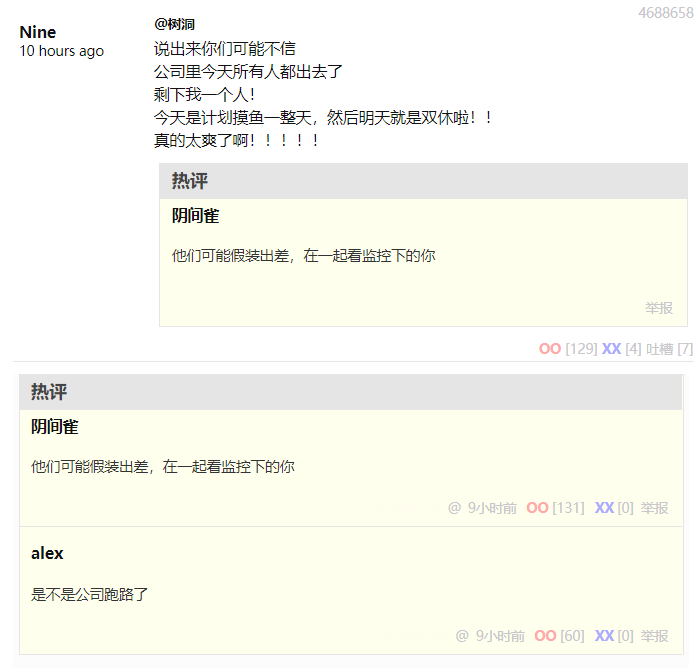 4688658
Nine
10 hours ago
@树洞
说出来你们可能不信
公司里今天所有人都出去了
剩下我一个人！
今天是计划摸鱼一整天，然后明天就是双休啦！！
真的太爽了啊！！！！！
热评
阴间雀
他们可能假装出差，在一起看监控下的你
举报
OO [129] XX [4] 吐槽 [7]
热评
阴间雀
他们可能假装出差，在一起看监控下的你
@ 9小时前 OO [131] XX [0] 举报
alex
是不是公司跑路了
@ 9小时前 OO [60] XX [0] 举报